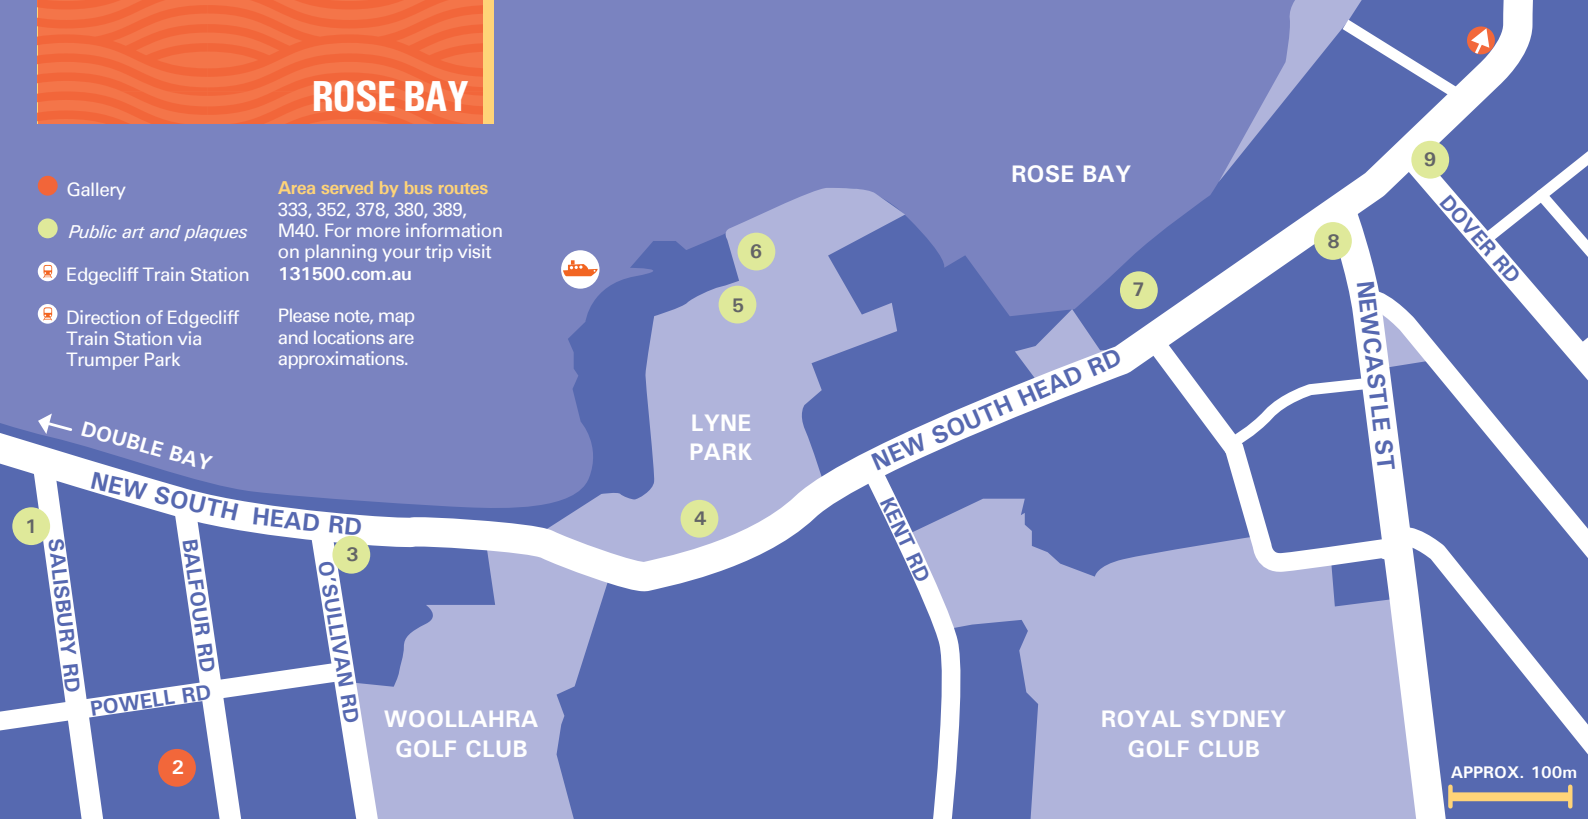 ROSE BAY
Gallery
Public art and plaques
Edgecliff Train Station
Direction of Edgecliff
Train Station via
Trumper Park
Area served by bus routes
333, 352, 378, 380, 389,
M40. For more information
on planning your trip visit
131500.com.au
Please note, map
and locations are
approximations.
ROSE BAY
9
DOVER RD
8
6
7
5
NEWCASTLE ST
NEW SOUTH HEAD RD
LYNE
PARK
DOUBLE BAY
NEW SOUTH HEAD RD
4
1
3
KENT RD
SALISBURY RD
BALFOUR RD
O'SULLIVAN RD
POWELL RD
WOOLLAHRA
GOLF CLUB
ROYAL SYDNEY
GOLF CLUB
2
APPROX. 100m